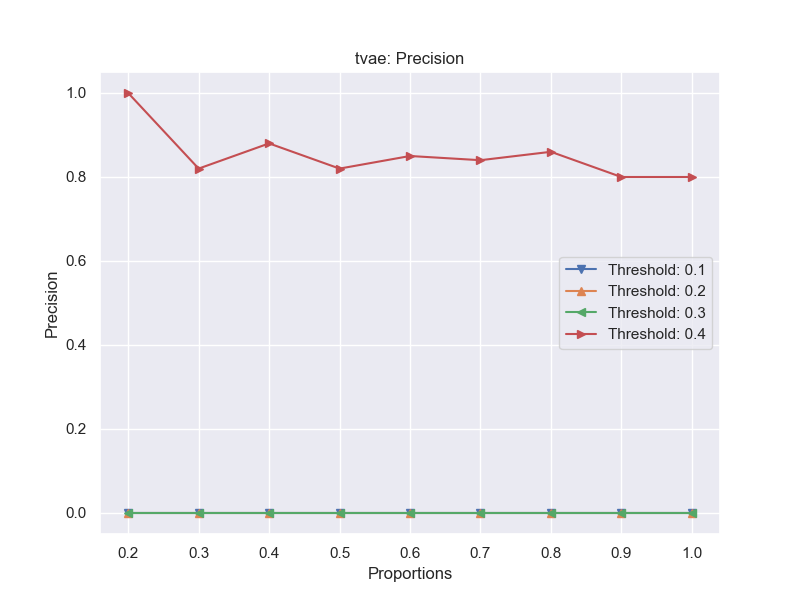 tvae: Precision
1.0
0.8
0.6
0.4
0.2
0.0
Precision
Threshold: 0.1
Threshold: 0.2
Threshold: 0.3
Threshold: 0.4
0.2 0.3 0.4 0.5 0.6 0.7 0.8 0.9 1.0
Proportions